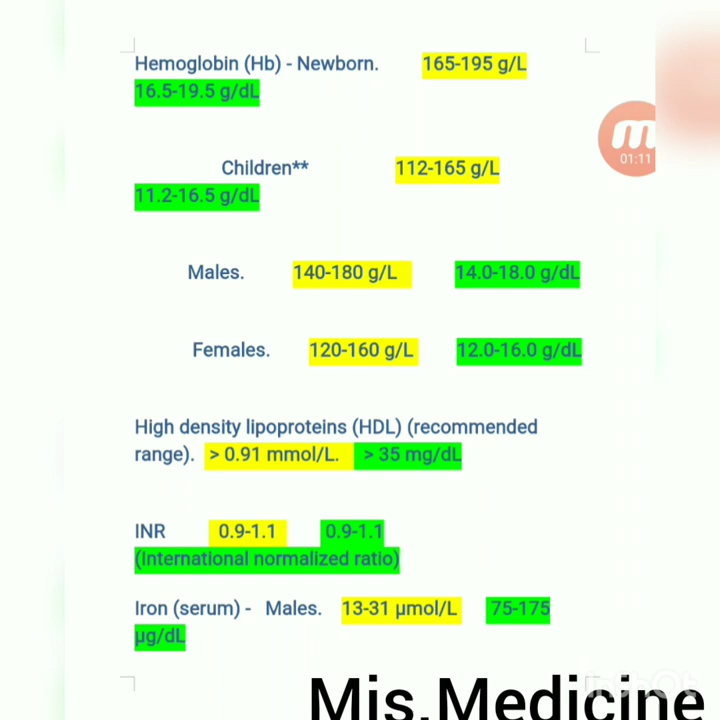 Hemoglobin (Hb) - Newborn. 165-195 g/L
16.5-19.5 g/dL
Children** 112-165 g/L
11.2-16.5 g/dL
Males. 140-180 g/L 14.0-18.0 g/dL
Females. 120-160 g/L 12.0-16.0 g/dL
High density lipoproteins (HDL) (recommended
range). > 0.91 mmol/L. > 35 mg/dL
INR 0.9-1.1 0.9-1.1
(International normalized ratio)
Iron (serum) - Males. 13-31 μmol/L 75-175
μg/dL
01:11
InShOt
Mis.Medicine